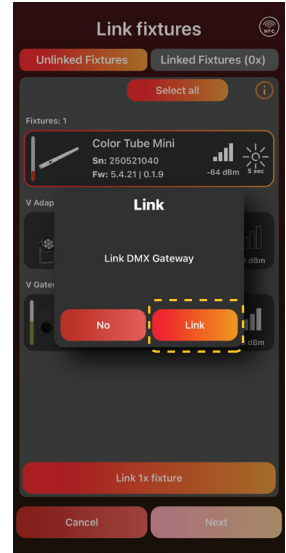 Link fixtures
NFC
Unlinked Fixtures
Linked Fixtures (0x)
Select all
i
Fixtures: 1
Color Tube Mini
Sn: 250521040
Fw: 5.4.21 | 0.1.9
-64 dBm
5 sec
V Adap
dBm
V Gatew
dBm
Link
Link DMX Gateway
No
Link
Link 1x fixture
Cancel
Next